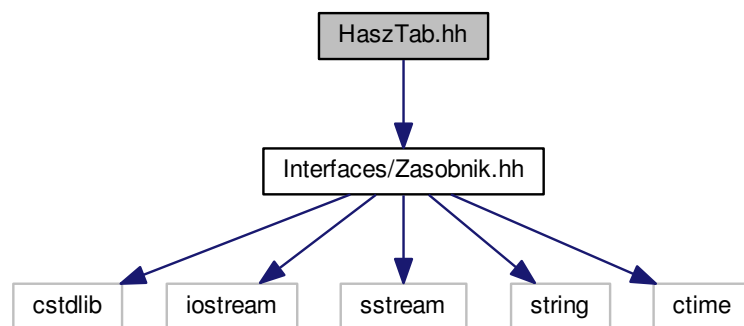 HaszTab.hh
Interfaces/Zasobnik.hh
cstdlib
iostream
sstream
string
ctime